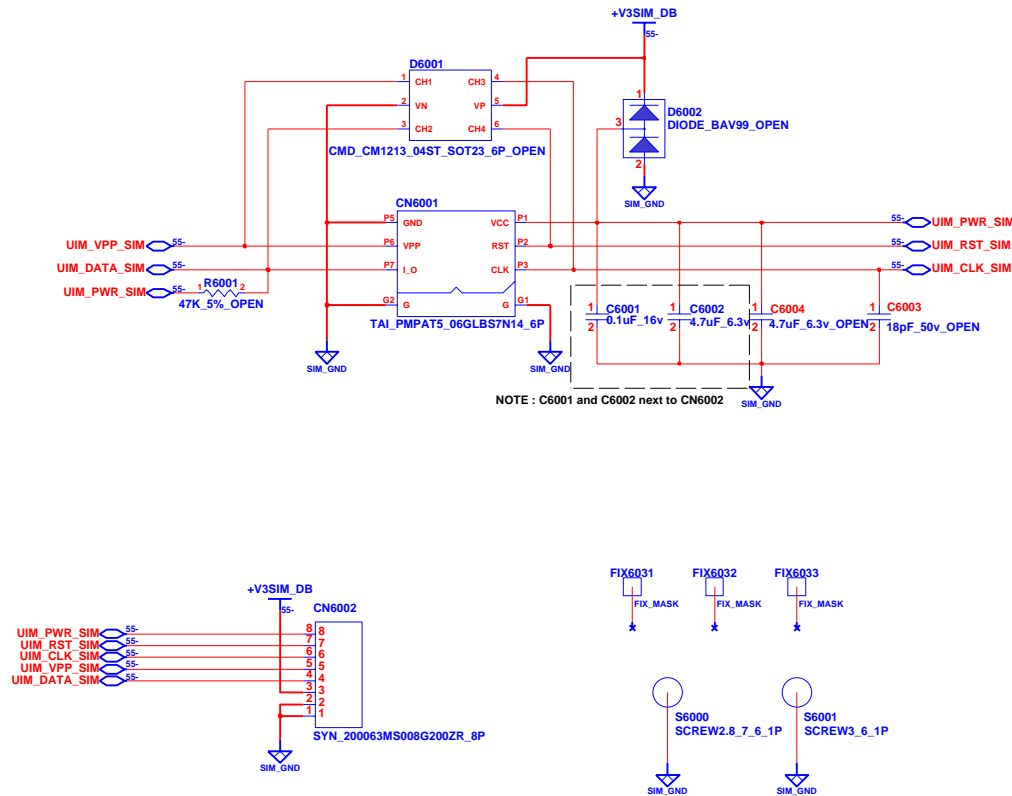 +V3SIM_DB
55-
D6001
1 CH1 CH3 4
2 VN VP 5
3 CH2 CH4 6
CMD_CM1213_04ST_SOT23_6P_OPEN
1
D6002
3 DIODE_BAV99_OPEN
2
SIM_GND
CN6001
P5 GND VCC P1 55- UIM_PWR_SIM
UIM_VPP_SIM 55- P6 VPP RST P2 55- UIM_RST_SIM
UIM_DATA_SIM 55- P7 I_O CLK P3 55- UIM_CLK_SIM
UIM_PWR_SIM 55- 1 R6001 2
47K_5%_OPEN
G2 G G G1
TAI_PMPAT5_06GLBS7N14_6P
SIM_GND
SIM_GND
1 C6001 1 C6002 1 C6004 1 C6003
0.1uF_16v 4.7uF_6.3v 4.7uF_6.3v_OPEN 18pF_50v_OPEN
2 2 2 2
SIM_GND
NOTE : C6001 and C6002 next to CN6002
+V3SIM_DB
55-
CN6002
UIM_PWR_SIM 55- 8 8
UIM_RST_SIM 55- 7 7
UIM_CLK_SIM 55- 6 6
UIM_VPP_SIM 55- 5 5
UIM_DATA_SIM 55- 4 4
3 3
2 2
1 1
SYN_200063MS008G200ZR_8P
SIM_GND
FIX6031 FIX6032 FIX6033
FIX_MASK FIX_MASK FIX_MASK
S6000 S6001
SCREW2.8_7_6_1P SCREW3_6_1P
SIM_GND SIM_GND